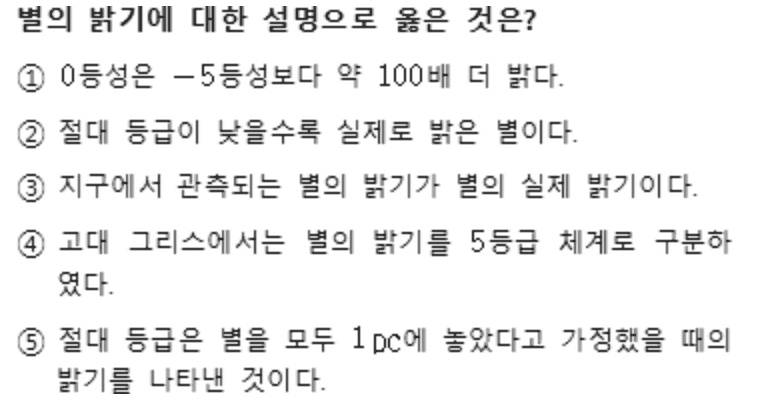 별의 밝기에 대한 설명으로 옳은 것은?
① 0등성은 −5등성보다 약 100배 더 밝다.
② 절대 등급이 낮을수록 실제로 밝은 별이다.
③ 지구에서 관측되는 별의 밝기가 별의 실제 밝기이다.
④ 고대 그리스에서는 별의 밝기를 5등급 체계로 구분하
였다.
⑤ 절대 등급은 별을 모두 1pc에 놓았다고 가정했을 때의
밝기를 나타낸 것이다.